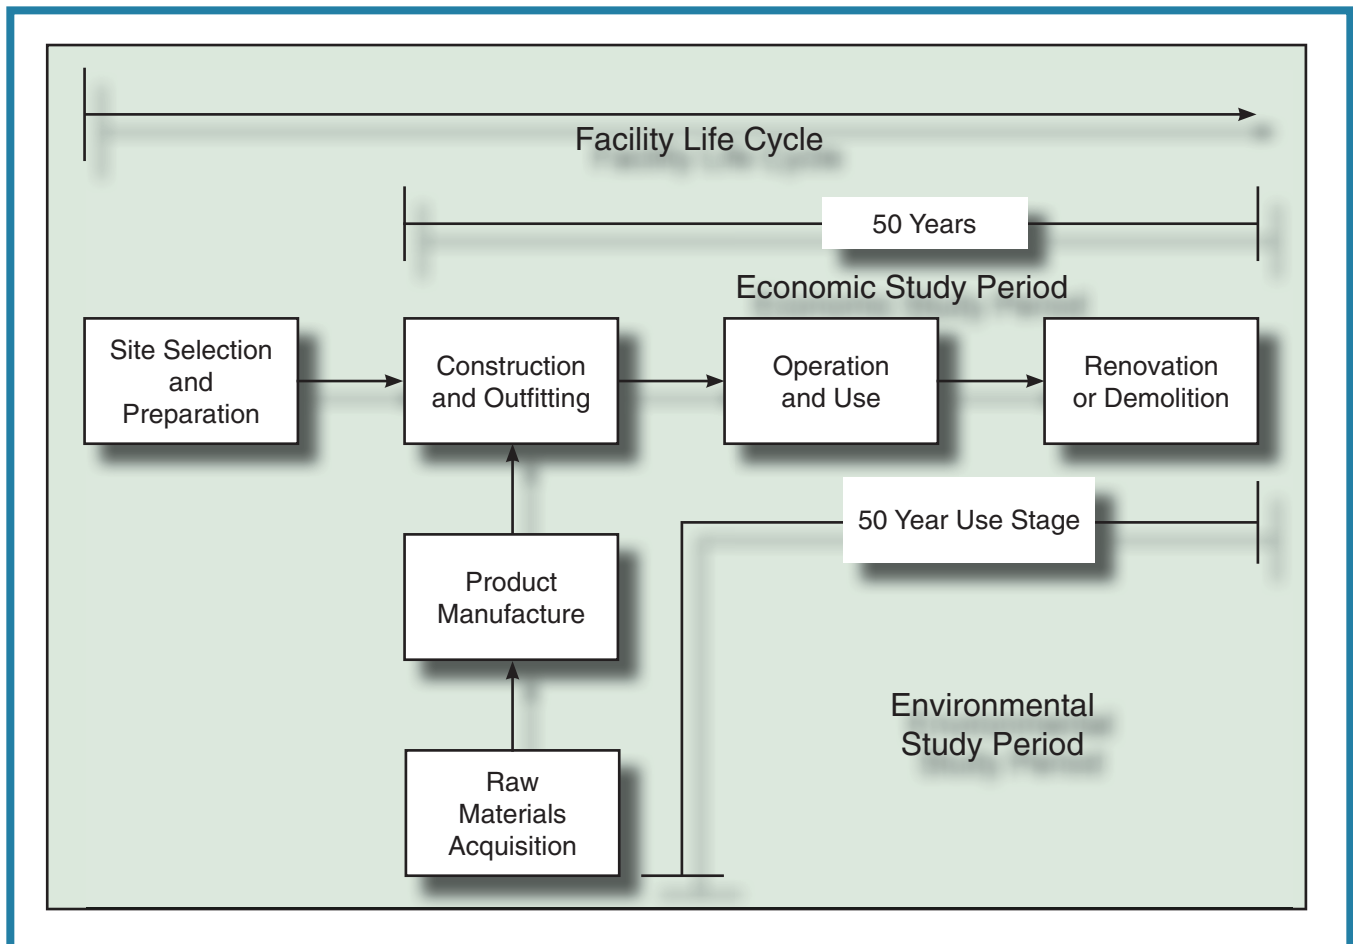 Facility Life Cycle
50 Years
Economic Study Period
Site Selection
and
Preparation
Construction
and Outfitting
Operation
and Use
Renovation
or Demolition
50 Year Use Stage
Product
Manufacture
Environmental
Study Period
Raw
Materials
Acquisition